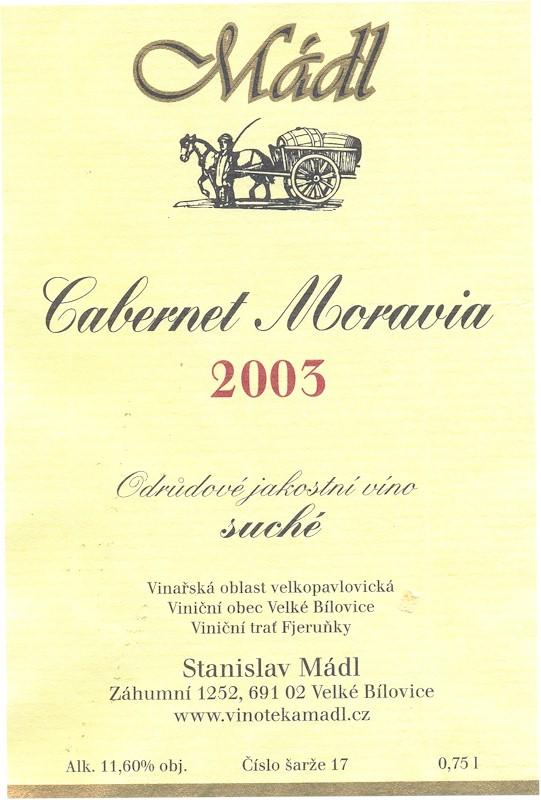 Mádl
Cabernet Moravia
2003
Odrůdové jakostní víno
suché
Vinařská oblast velkopavlovická
Viniční obec Velké Bílovice
Viniční trať Fjeruňky
Stanislav Mádl
Záhumní 1252, 691 02 Velké Bílovice
www.vinotekamadl.cz
Alk. 11,60% obj. Číslo šarže 17 0,75 l